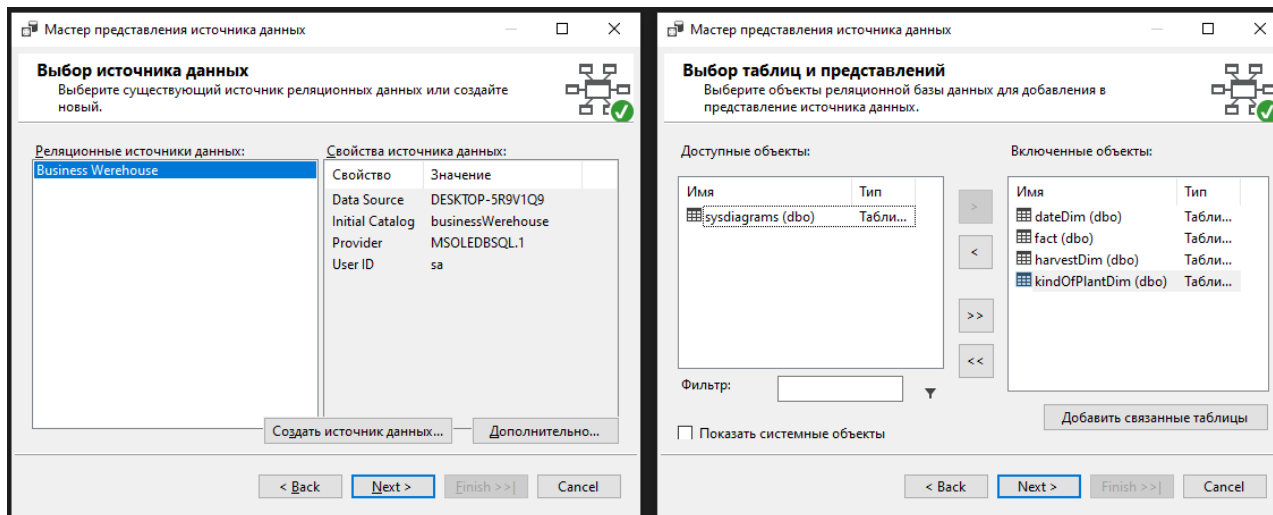 Мастер представления источника данных
Выбор источника данных
Выберите существующий источник реляционных данных или создайте
новый.
Реляционные источники данных:
Business Werehouse
Свойства источника данных:
Свойство Значение
Data Source DESKTOP-5R9V1Q9
Initial Catalog businessWerehouse
Provider MSOLEDBSQL.1
User ID sa
Создать источник данных... Дополнительно...
< Back Next > Finish >>| Cancel
Мастер представления источника данных
Выбор таблиц и представлений
Выберите объекты реляционной базы данных для добавления в
представление источника данных.
Доступные объекты:
Имя Тип
sysdiagrams (dbo) Табли...
Фильтр:
Показать системные объекты
>
<
>>
<<
Включенные объекты:
Имя Тип
dateDim (dbo) Табли...
fact (dbo) Табли...
harvestDim (dbo) Табли...
kindOfPlantDim (dbo) Табли...
Добавить связанные таблицы
< Back Next > Finish >>| Cancel